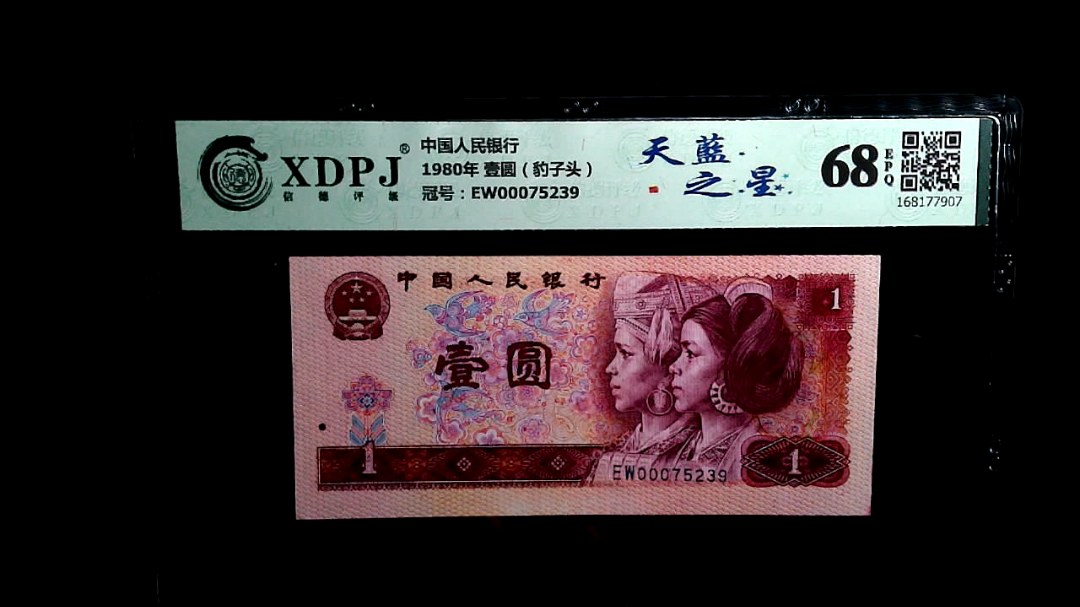 XDPJ®
信德评级
中国人民银行
1980年 壹圆（豹子头）
冠号：EW00075239
天藍
之星
68
EPQ
168177907
中国人民银行
1
壹圆
1
EW00075239
1